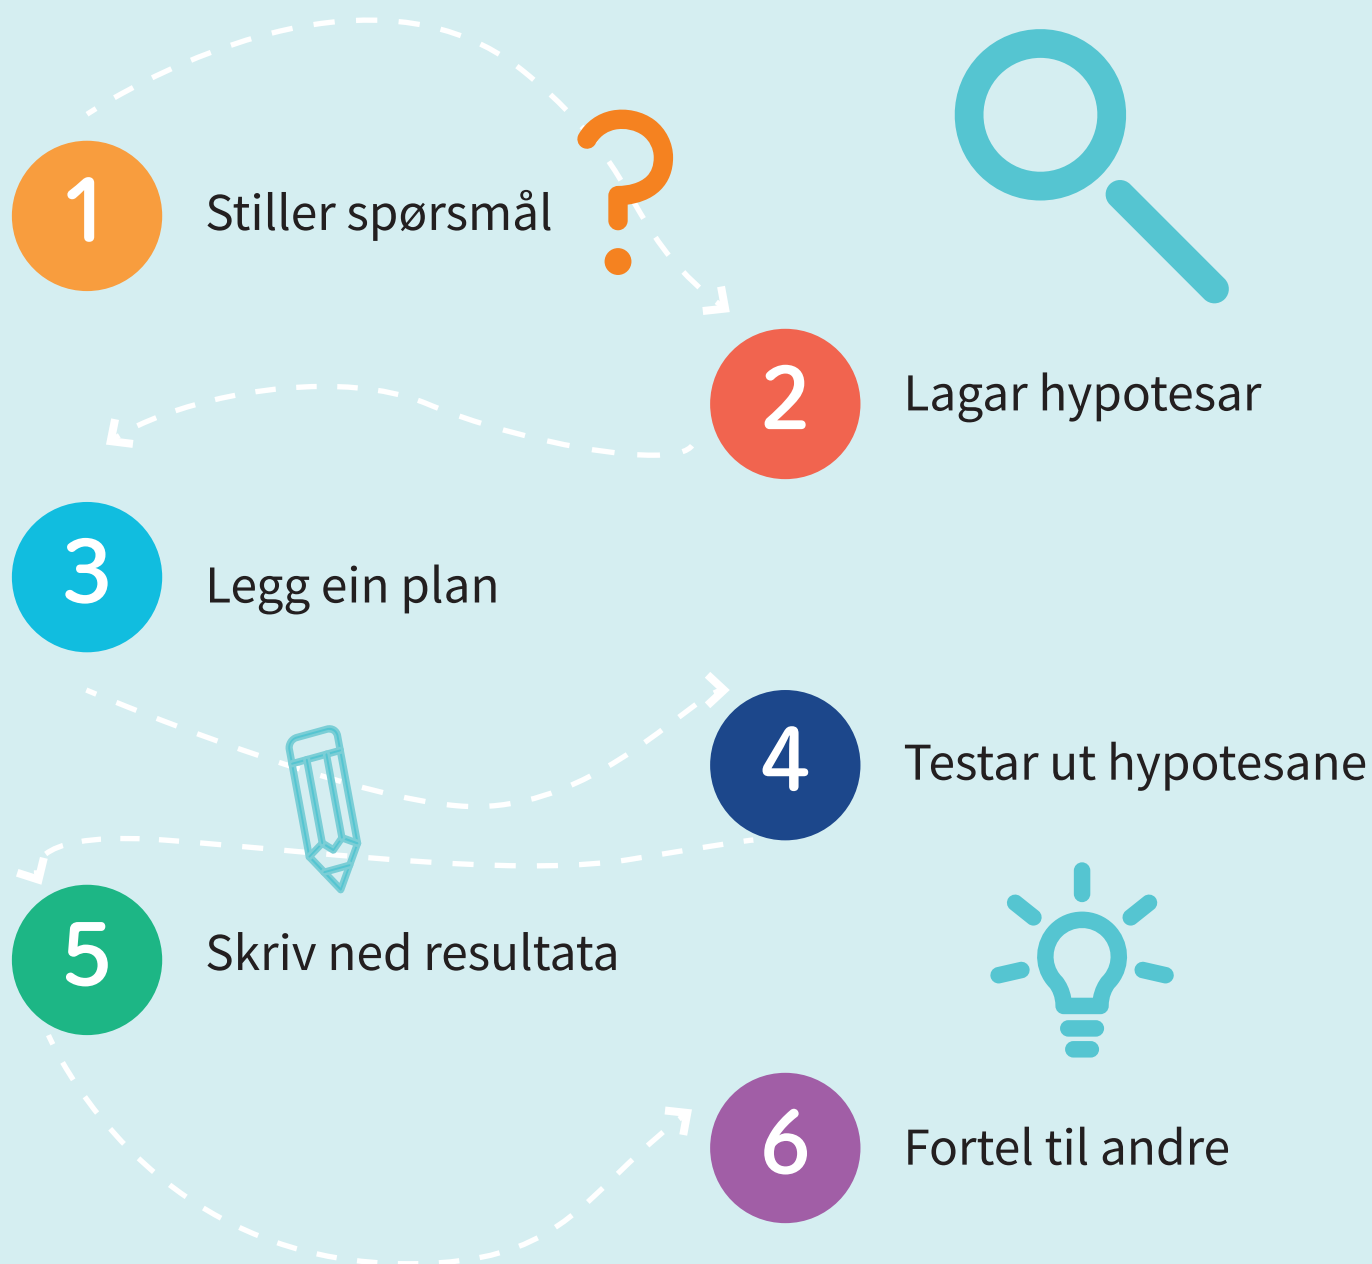 1
Stiller spørsmål
2
Lagar hypotesar
3
Legg ein plan
4
Testar ut hypotesane
5
Skriv ned resultata
6
Fortel til andre